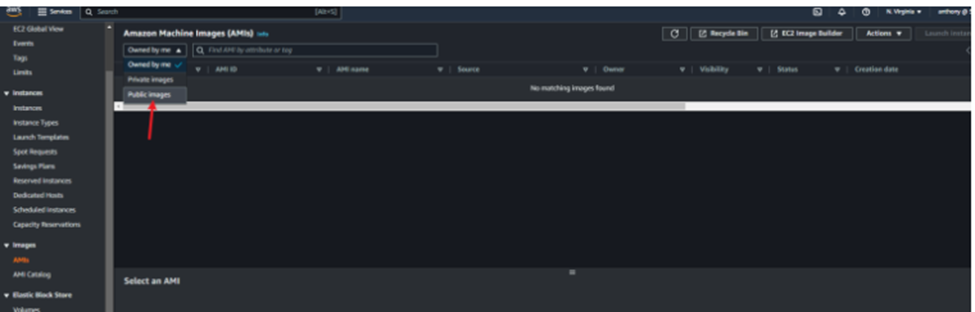 aws Services Search [Alt+S] N. Virginia
EC2 Global View
Events
Tags
Limits
Instances
Instances
Instance Types
Launch Templates
Spot Requests
Savings Plans
Reserved Instances
Dedicated Hosts
Scheduled Instances
Capacity Reservations
Images
AMIs
AMI Catalog
Elastic Block Store
Volumes
Amazon Machine Images (AMIs) Info Recycle Bin EC2 Image Builder Actions Launch
Owned by me Find AMI by attribute or tag
Owned by me
Private images
Public images
AMI ID AMI name Source Owner Visibility Status Creation date
No matching images found
Select an AMI